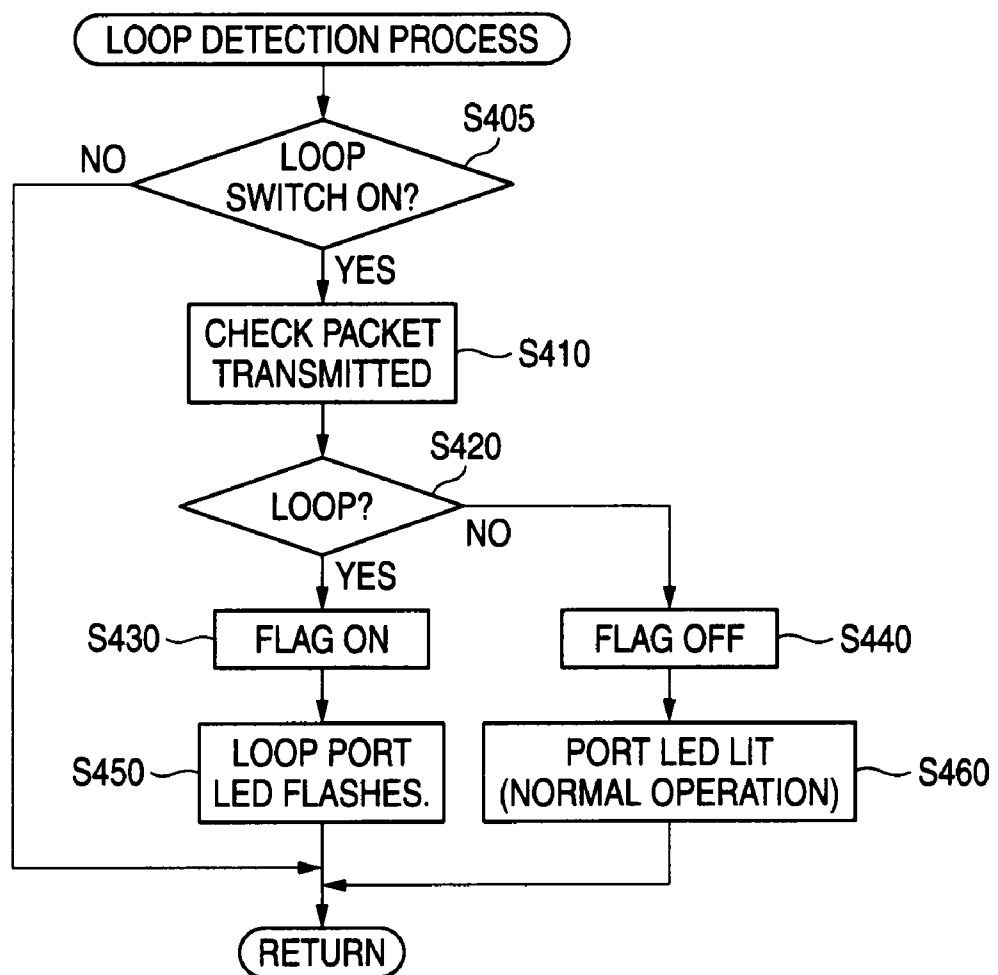 LOOP DETECTION PROCESS
S405
NO
LOOP
SWITCH ON?
YES
CHECK PACKET
TRANSMITTED
S410
S420
LOOP?
NO
YES
S430
FLAG ON
FLAG OFF
S440
S450
LOOP PORT
LED FLASHES.
PORT LED LIT
(NORMAL OPERATION)
S460
RETURN